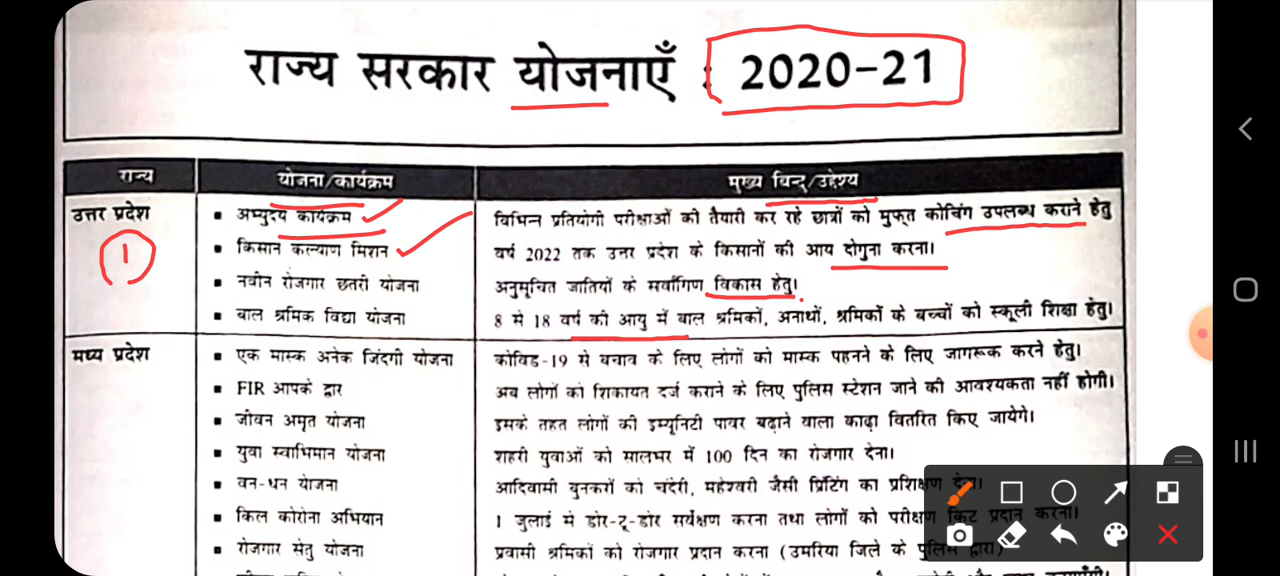 राज्य सरकार योजनाएँ : 2020-21
राज्य योजना/कार्यक्रम मुख्य बिन्दु/उद्देश्य
उत्तर प्रदेश ▪ अभ्युदय कार्यक्रम विभिन्न प्रतियोगी परीक्षाओं की तैयारी कर रहे छात्रों को मुफ्त कोचिंग उपलब्ध कराने हेतु
1 ▪ किसान कल्याण मिशन वर्ष 2022 तक उत्तर प्रदेश के किसानों की आय दोगुना करना।
▪ नवीन रोजगार छतरी योजना अनुसूचित जातियों के सर्वांगिण विकास हेतु।
▪ बाल श्रमिक विद्या योजना 8 से 18 वर्ष की आयु में बाल श्रमिकों, अनाथों, श्रमिकों के बच्चों को स्कूली शिक्षा हेतु।
मध्य प्रदेश ▪ एक मास्क अनेक जिंदगी योजना कोविड-19 से बचाव के लिए लोगों को मास्क पहनने के लिए जागरूक करने हेतु।
▪ FIR आपके द्वार अब लोगों को शिकायत दर्ज कराने के लिए पुलिस स्टेशन जाने की आवश्यकता नहीं होगी।
▪ जीवन अमृत योजना इसके तहत लोगों की इम्यूनिटी पावर बढ़ाने वाला काढ़ा वितरित किए जायेगे।
▪ युवा स्वाभिमान योजना शहरी युवाओं को सालभर में 100 दिन का रोजगार देना।
▪ वन-धन योजना आदिवासी बुनकरों को चंदेरी, महेश्वरी जैसी प्रिंटिंग का प्रशिक्षण देना।
▪ किल कोरोना अभियान 1 जुलाई से डोर-टू-डोर सर्वेक्षण करना तथा लोगों को परीक्षण किट प्रदान करना।
▪ रोजगार सेतु योजना प्रवासी श्रमिकों को रोजगार प्रदान करना (उमरिया जिले के पुलिस द्वारा)